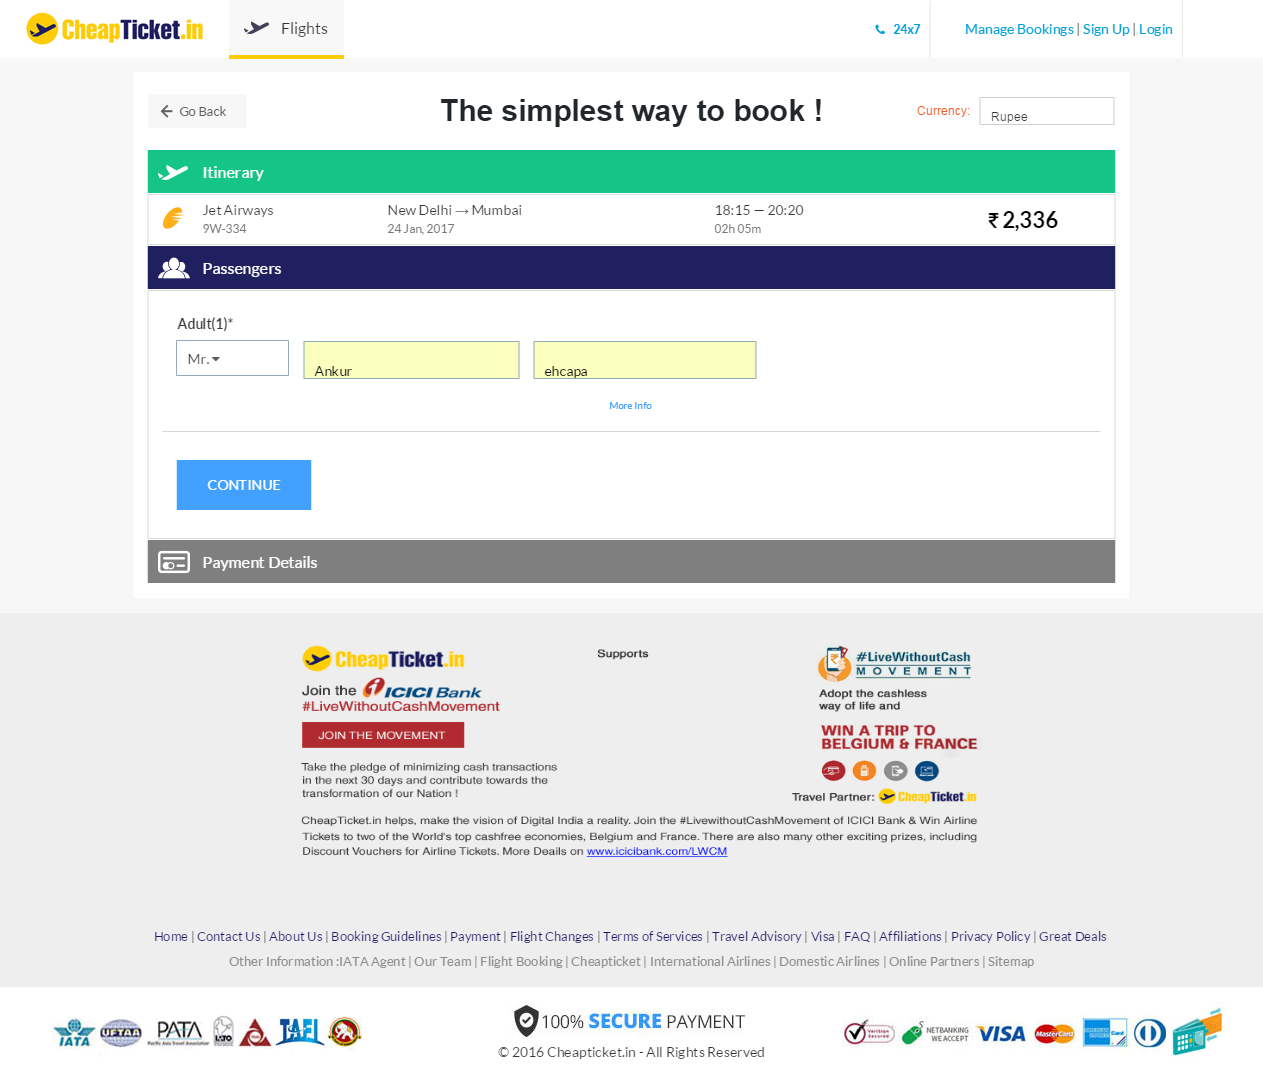 CheapTicket.in
Flights
24x7
Manage Bookings | Sign Up | Login
Go Back
The simplest way to book !
Currency:
Rupee
Itinerary
Jet Airways
New Delhi → Mumbai
18:15 — 20:20
₹ 2,336
9W-334
24 Jan, 2017
02h 05m
Passengers
Adult(1)*
Mr.
Ankur
ehcapa
More Info
CONTINUE
Payment Details
CheapTicket.in
Supports
#LiveWithoutCash
MOVEMENT
Join the ICICI Bank
#LiveWithoutCashMovement
Adopt the cashless
way of life and
JOIN THE MOVEMENT
WIN A TRIP TO
BELGIUM & FRANCE
Take the pledge of minimizing cash transactions
in the next 30 days and contribute towards the
transformation of our Nation !
Travel Partner: CheapTicket.in
CheapTicket.in helps, make the vision of Digital India a reality. Join the #LivewithoutCashMovement of ICICI Bank & Win Airline
Tickets to two of the World's top cashfree economies, Belgium and France. There are also many other exciting prizes, including
Discount Vouchers for Airline Tickets. More Deails on www.icicibank.com/LWCM
Home | Contact Us | About Us | Booking Guidelines | Payment | Flight Changes | Terms of Services | Travel Advisory | Visa | FAQ | Affiliations | Privacy Policy | Great Deals
Other Information :IATA Agent | Our Team | Flight Booking | Cheapticket | International Airlines | Domestic Airlines | Online Partners | Sitemap
IATA
UFTAA
PATA
Pacific Asia Travel Association
TAFI
100% SECURE PAYMENT
© 2016 Cheapticket.in - All Rights Reserved
VeriSign
Secured
NETBANKING
WE ACCEPT
VISA
MasterCard